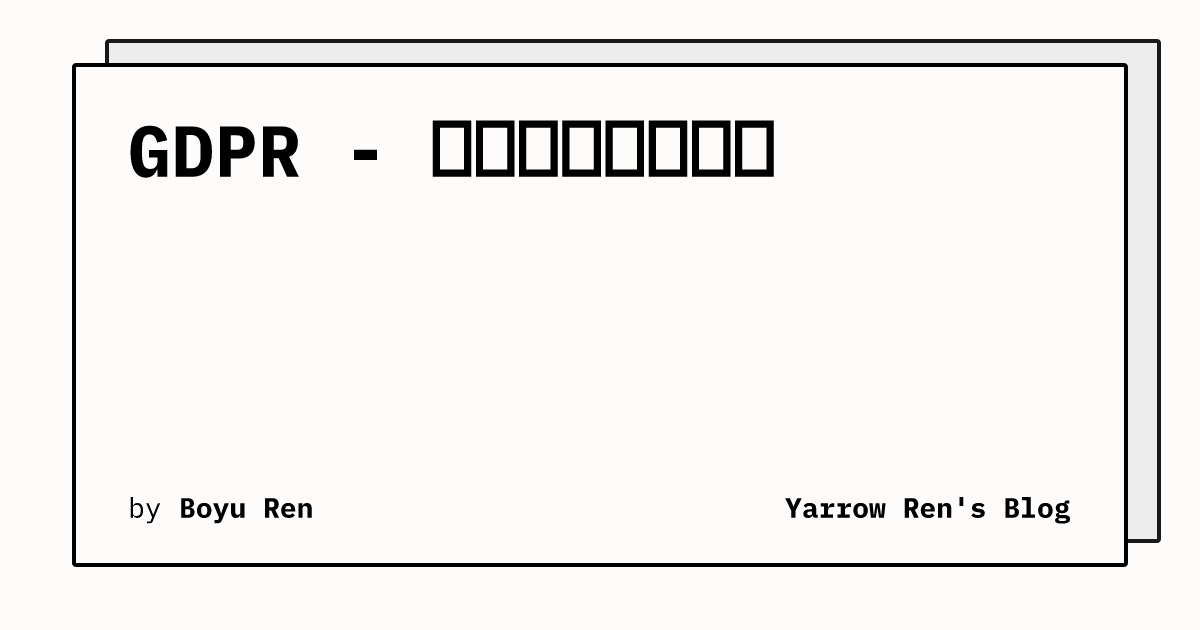 GDPR - □□□□□□□□
by Boyu Ren
Yarrow Ren's Blog